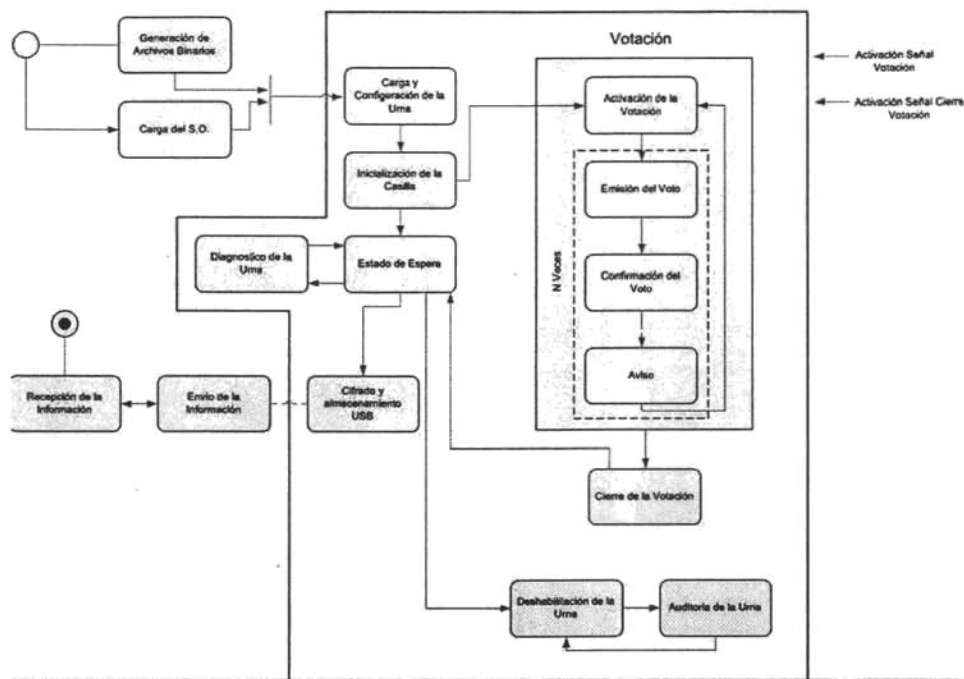 Generación de
Archivos Binarios
Carga del S.O.
Carga y
Configuración de la
Urna
Inicialización de la
Casilla
Diagnostico de la
Urna
Estado de Espera
Recepción de la
Información
Envío de la
Información
Cifrado y
almacenamiento
USB
Votación
Activación de la
Votación
N Veces
Emisión del Voto
Confirmación del
Voto
Aviso
Cierre de la Votación
Deshabilitación de la
Urna
Auditoria de la Urna
Activación Señal
Votación
Activación Señal Cierre
Votación